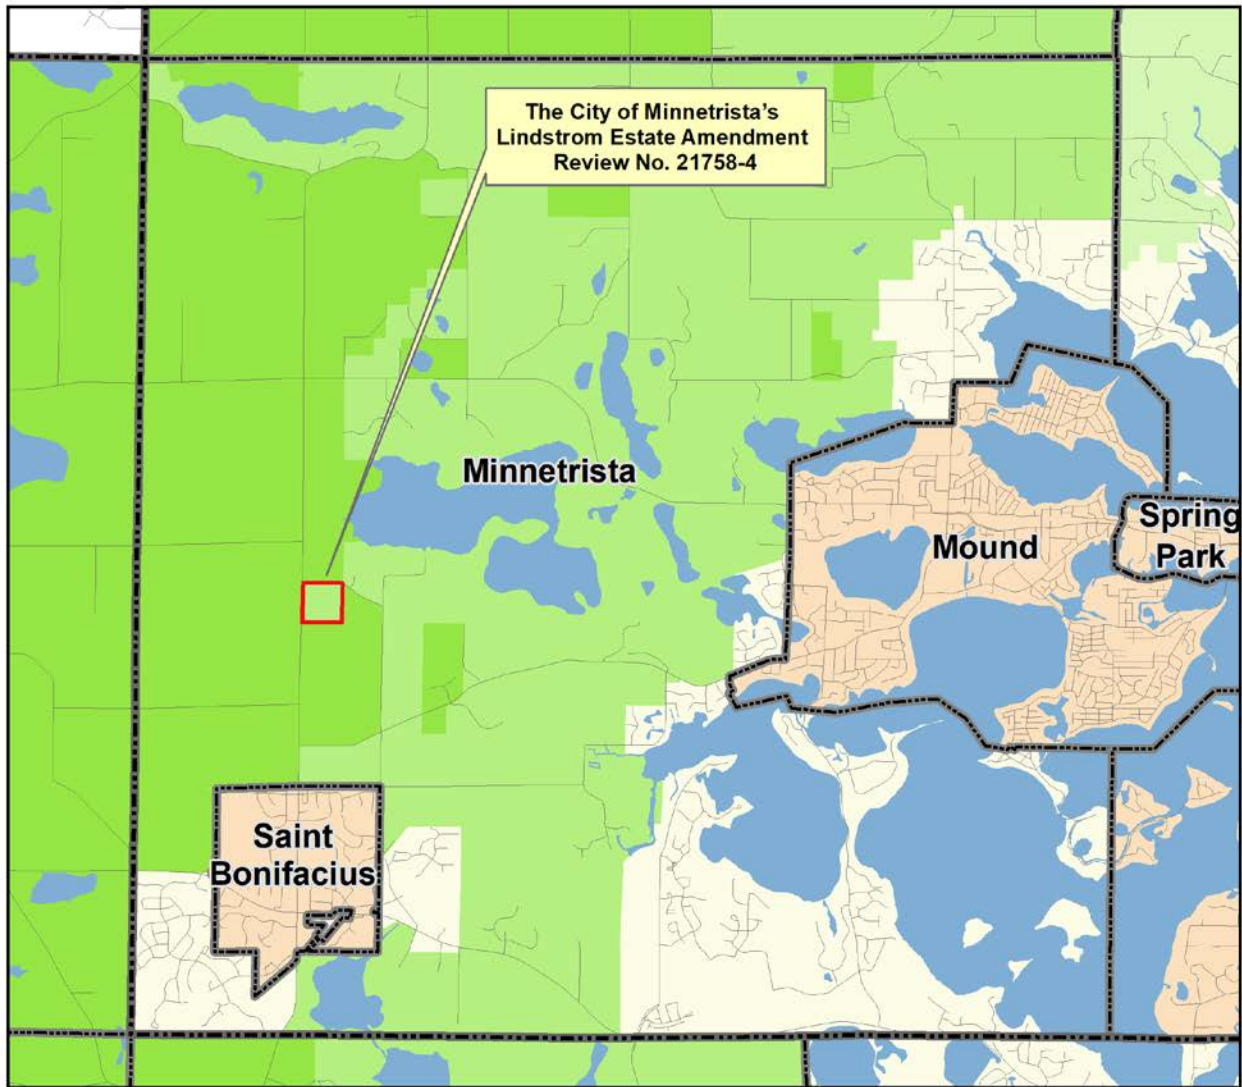 The City of Minnetrista’s
Lindstrom Estate Amendment
Review No. 21758-4
Minnetrista
Spring
Park
Mound
Saint
Bonifacius